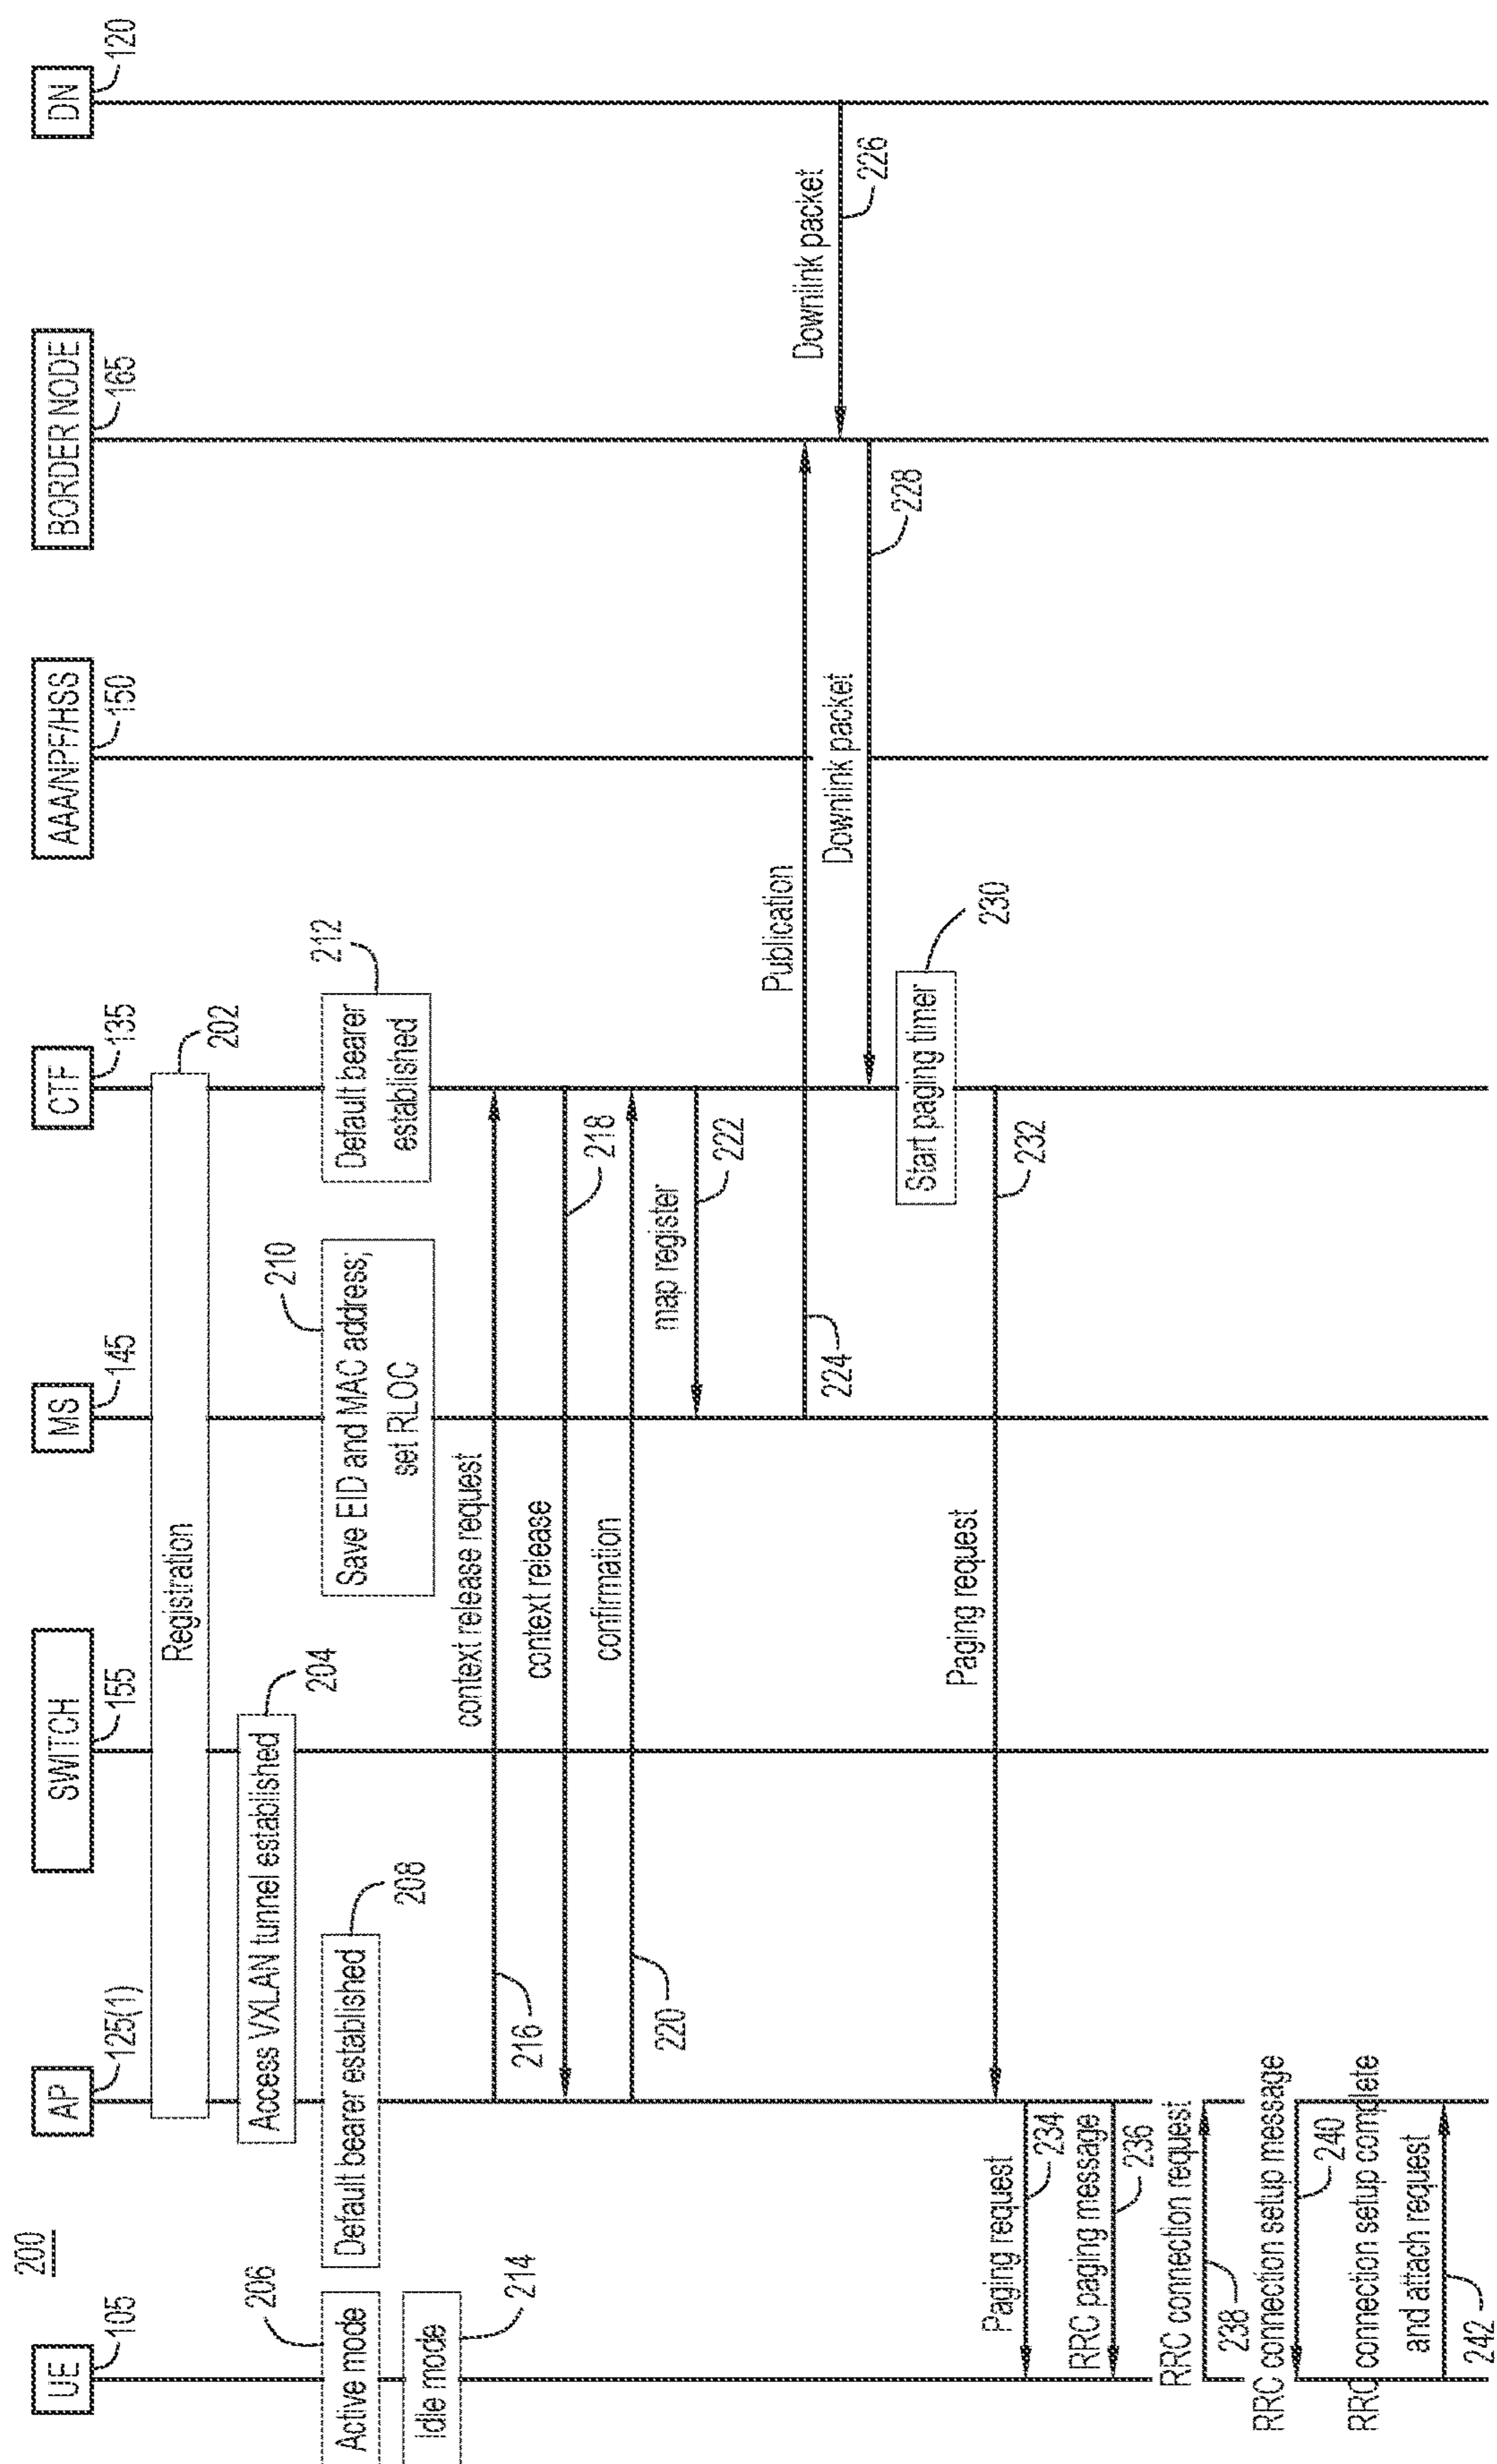 200
UE
105
AP
125(1)
SWITCH
155
MS
145
CTF
135
AAA/NPF/HSS
150
BORDER NODE
165
DN
120
Registration
202
Access VXLAN tunnel established
204
206
Active mode
Default bearer established
208
210
Save EID and MAC address;
set RLOC
212
Default bearer
established
Idle mode
214
context release request
216
context release
218
confirmation
220
map register
222
Publication
224
Downlink packet
226
Downlink packet
228
Start paging timer
230
Paging request
232
Paging request
234
RRC paging message
236
RRC connection request
238
RRC connection setup message
240
RRC connection setup complete
and attach request
242